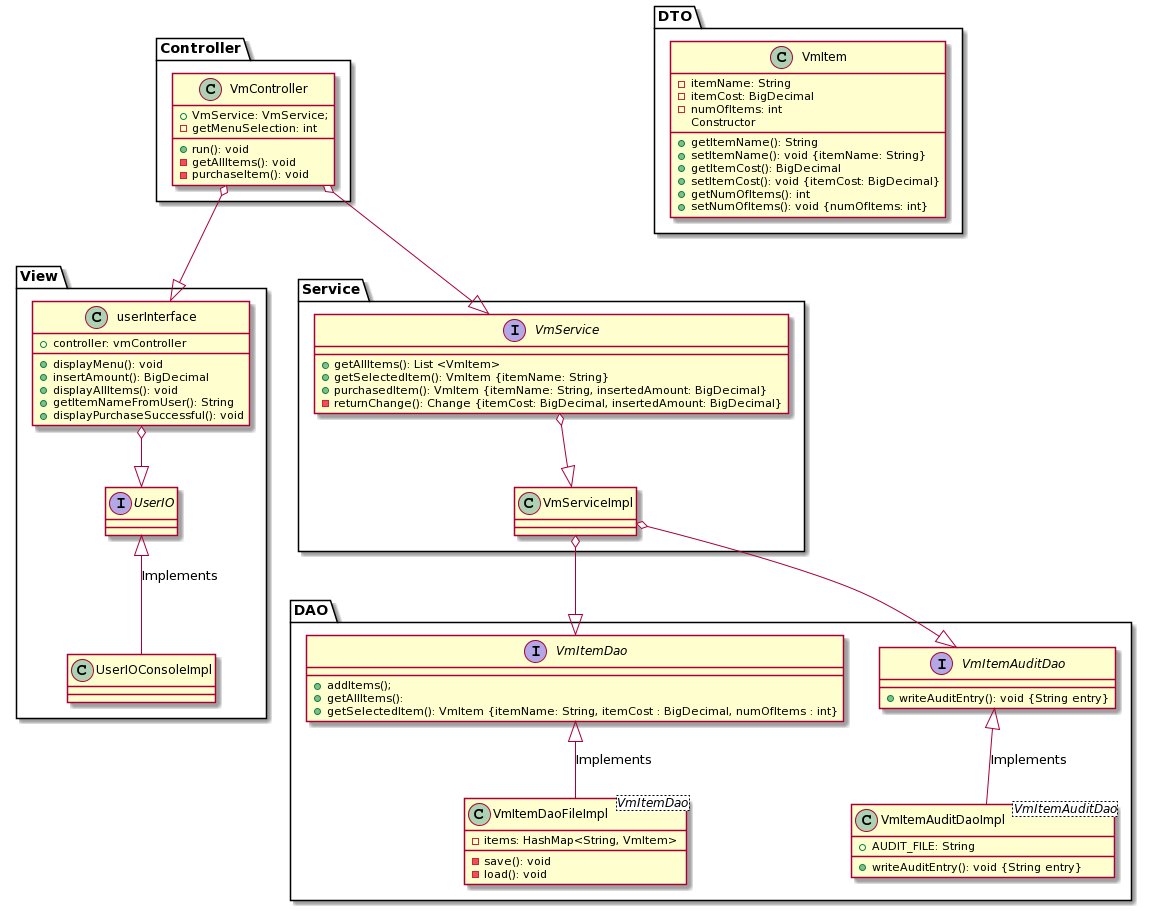 Controller
C VmController
VmService: VmService;
getMenuSelection: int
run(): void
getAllItems(): void
purchaseItem(): void
DTO
C VmItem
itemName: String
itemCost: BigDecimal
numOfItems: int
Constructor
getItemName(): String
setItemName(): void {itemName: String}
getItemCost(): BigDecimal
setItemCost(): void {itemCost: BigDecimal}
getNumOfItems(): int
setNumOfItems(): void {numOfItems: int}
View
C userInterface
controller: vmController
displayMenu(): void
insertAmount(): BigDecimal
displayAllItems(): void
getItemNameFromUser(): String
displayPurchaseSuccessful(): void
I UserIO
Implements
C UserIOConsoleImpl
Service
I VmService
getAllItems(): List <VmItem>
getSelectedItem(): VmItem {itemName: String}
purchasedItem(): VmItem {itemName: String, insertedAmount: BigDecimal}
returnChange(): Change {itemCost: BigDecimal, insertedAmount: BigDecimal}
C VmServiceImpl
DAO
I VmItemDao
addItems();
getAllItems():
getSelectedItem(): VmItem {itemName: String, itemCost : BigDecimal, numOfItems : int}
Implements
C VmItemDaoFileImpl
VmItemDao
items: HashMap<String, VmItem>
save(): void
load(): void
I VmItemAuditDao
writeAuditEntry(): void {String entry}
Implements
C VmItemAuditDaoImpl
VmItemAuditDao
AUDIT_FILE: String
writeAuditEntry(): void {String entry}